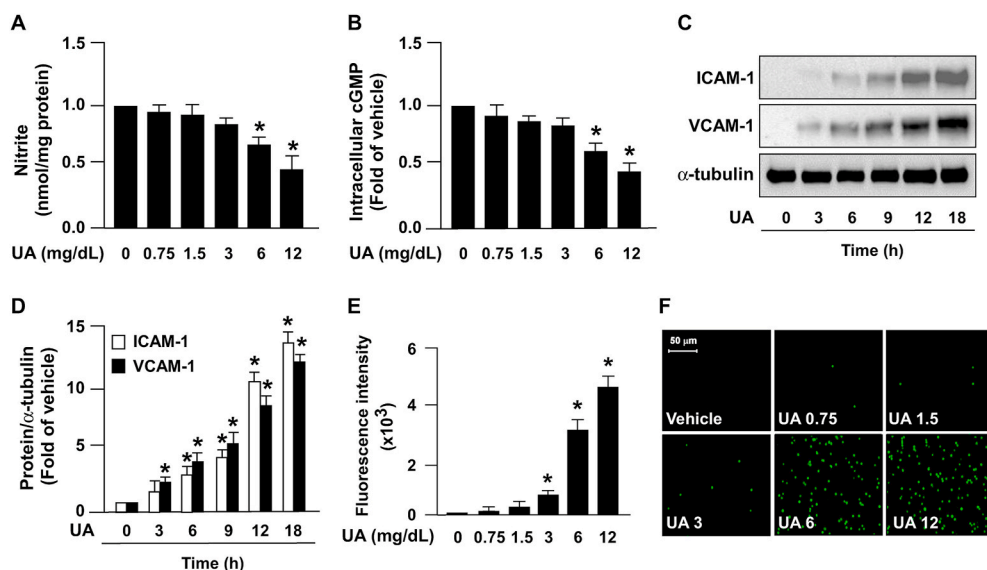 A
1.5
1.0
0.5
0.0
Nitrite
(nmol/mg protein)
* *
UA (mg/dL) 0 0.75 1.5 3 6 12
B
1.5
1.0
0.5
0.0
Intracellular cGMP
(Fold of vehicle)
* *
UA (mg/dL) 0 0.75 1.5 3 6 12
C
ICAM-1
VCAM-1
α-tubulin
UA 0 3 6 9 12 18
Time (h)
D
15
10
5
0
Protein/α-tubulin
(Fold of vehicle)
ICAM-1
VCAM-1
* * * * * * * * *
UA 0 3 6 9 12 18
Time (h)
E
6
4
2
0
Fluorescence intensity
(x10³)
* * *
UA (mg/dL) 0 0.75 1.5 3 6 12
F
50 µm
Vehicle UA 0.75 UA 1.5
UA 3 UA 6 UA 12